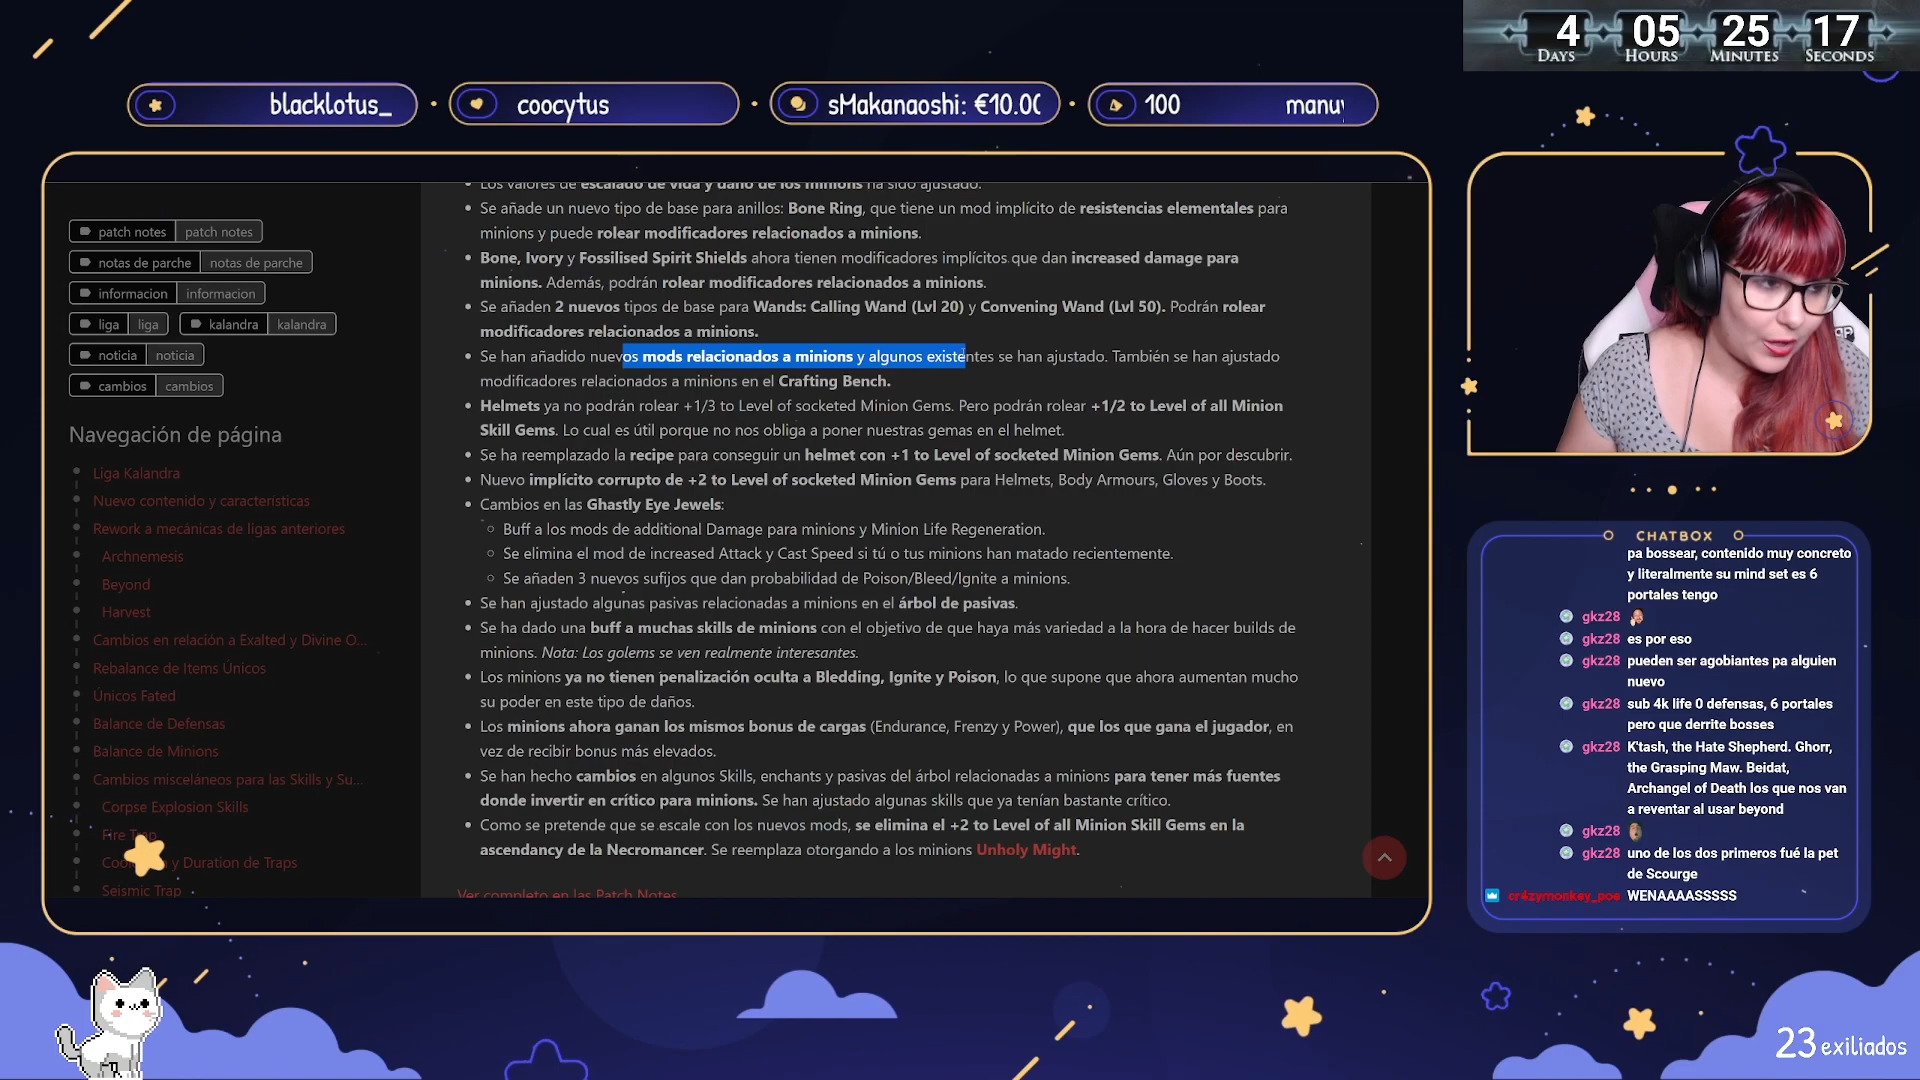 4 05 25 17
DAYS HOURS MINUTES SECONDS
blacklotus_
coocytus
sMakanaoshi: €10.00
100 manu
patch notes patch notes
notas de parche notas de parche
informacion informacion
liga liga kalandra kalandra
noticia noticia
cambios cambios
Navegación de página
Liga Kalandra
Nuevo contenido y características
Rework a mecánicas de ligas anteriores
Archnemesis
Beyond
Harvest
Cambios en relación a Exalted y Divine O...
Rebalance de Items Únicos
Únicos Fated
Balance de Defensas
Balance de Minions
Cambios misceláneos para las Skills y Su...
Corpse Explosion Skills
Fire Trap
y Duration de Traps
Seismic Trap
Los valores de escalado de vida y daño de los minions ha sido ajustado.
Se añade un nuevo tipo de base para anillos: Bone Ring, que tiene un mod implícito de resistencias elementales para
minions y puede rolear modificadores relacionados a minions.
Bone, Ivory y Fossilised Spirit Shields ahora tienen modificadores implícitos que dan increased damage para
minions. Además, podrán rolear modificadores relacionados a minions.
Se añaden 2 nuevos tipos de base para Wands: Calling Wand (Lvl 20) y Convening Wand (Lvl 50). Podrán rolear
modificadores relacionados a minions.
Se han añadido nuevos mods relacionados a minions y algunos existentes se han ajustado. También se han ajustado
modificadores relacionados a minions en el Crafting Bench.
Helmets ya no podrán rolear +1/3 to Level of socketed Minion Gems. Pero podrán rolear +1/2 to Level of all Minion
Skill Gems. Lo cual es útil porque no nos obliga a poner nuestras gemas en el helmet.
Se ha reemplazado la recipe para conseguir un helmet con +1 to Level of socketed Minion Gems. Aún por descubrir.
Nuevo implícito corrupto de +2 to Level of socketed Minion Gems para Helmets, Body Armours, Gloves y Boots.
Cambios en las Ghastly Eye Jewels:
Buff a los mods de additional Damage para minions y Minion Life Regeneration.
Se elimina el mod de increased Attack y Cast Speed si tú o tus minions han matado recientemente.
Se añaden 3 nuevos sufijos que dan probabilidad de Poison/Bleed/Ignite a minions.
Se han ajustado algunas pasivas relacionadas a minions en el árbol de pasivas.
Se ha dado una buff a muchas skills de minions con el objetivo de que haya más variedad a la hora de hacer builds de
minions. Nota: Los golems se ven realmente interesantes.
Los minions ya no tienen penalización oculta a Bledding, Ignite y Poison, lo que supone que ahora aumentan mucho
su poder en este tipo de daños.
Los minions ahora ganan los mismos bonus de cargas (Endurance, Frenzy y Power), que los que gana el jugador, en
vez de recibir bonus más elevados.
Se han hecho cambios en algunos Skills, enchants y pasivas del árbol relacionadas a minions para tener más fuentes
donde invertir en crítico para minions. Se han ajustado algunas skills que ya tenían bastante crítico.
Como se pretende que se escale con los nuevos mods, se elimina el +2 to Level of all Minion Skill Gems en la
ascendancy de la Necromancer. Se reemplaza otorgando a los minions Unholy Might.
Ver completo en las Patch Notes
CHATBOX
pa bossear, contenido muy concreto
y literalmente su mind set es 6
portales tengo
gkz28
gkz28 es por eso
gkz28 pueden ser agobiantes pa alguien
nuevo
gkz28 sub 4k life 0 defensas, 6 portales
pero que derrite bosses
gkz28 K'tash, the Hate Shepherd. Ghorr,
the Grasping Maw. Beidat,
Archangel of Death los que nos van
a reventar al usar beyond
gkz28
gkz28 uno de los dos primeros fué la pet
de Scourge
cr4zymonkey_poe WENAAAASSSSS
23 exiliados